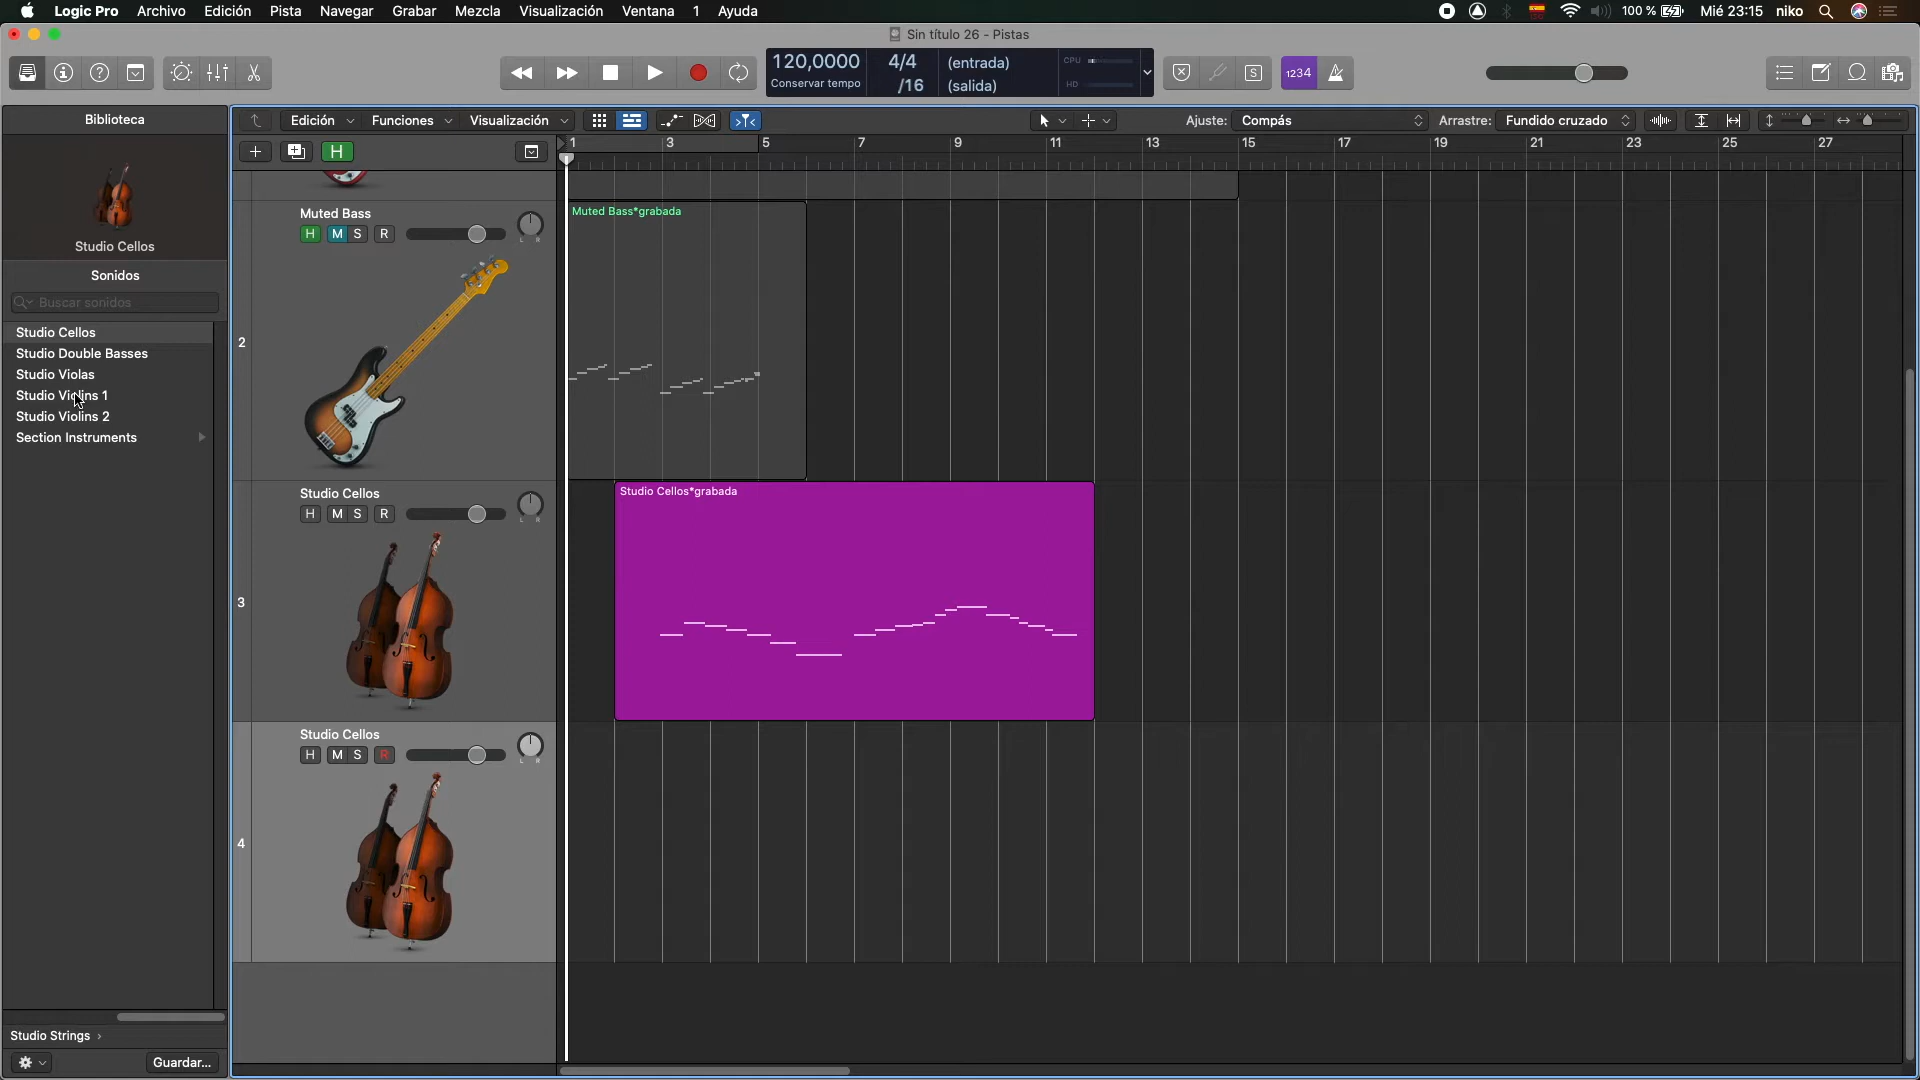 Logic Pro Archivo Edición Pista Navegar Grabar Mezcla Visualización Ventana 1 Ayuda
100 % Mié 23:15 niko
Sin título 26 - Pistas
120,0000 4/4 (entrada) CPU
Conservar tempo /16 (salida) HD
S 1234
Biblioteca
Edición Funciones Visualización Ajuste: Compás Arrastre: Fundido cruzado
H 1 3 5 7 9 11 13 15 17 19 21 23 25 27
Studio Cellos
Sonidos
Buscar sonidos
Studio Cellos
Studio Double Basses
Studio Violas
Studio Violins 1
Studio Violins 2
Section Instruments
Studio Strings ›
Guardar...
Muted Bass
H M S R L R
2
Muted Bass*grabada
Studio Cellos
H M S R L R
3
Studio Cellos*grabada
Studio Cellos
H M S R L R
4